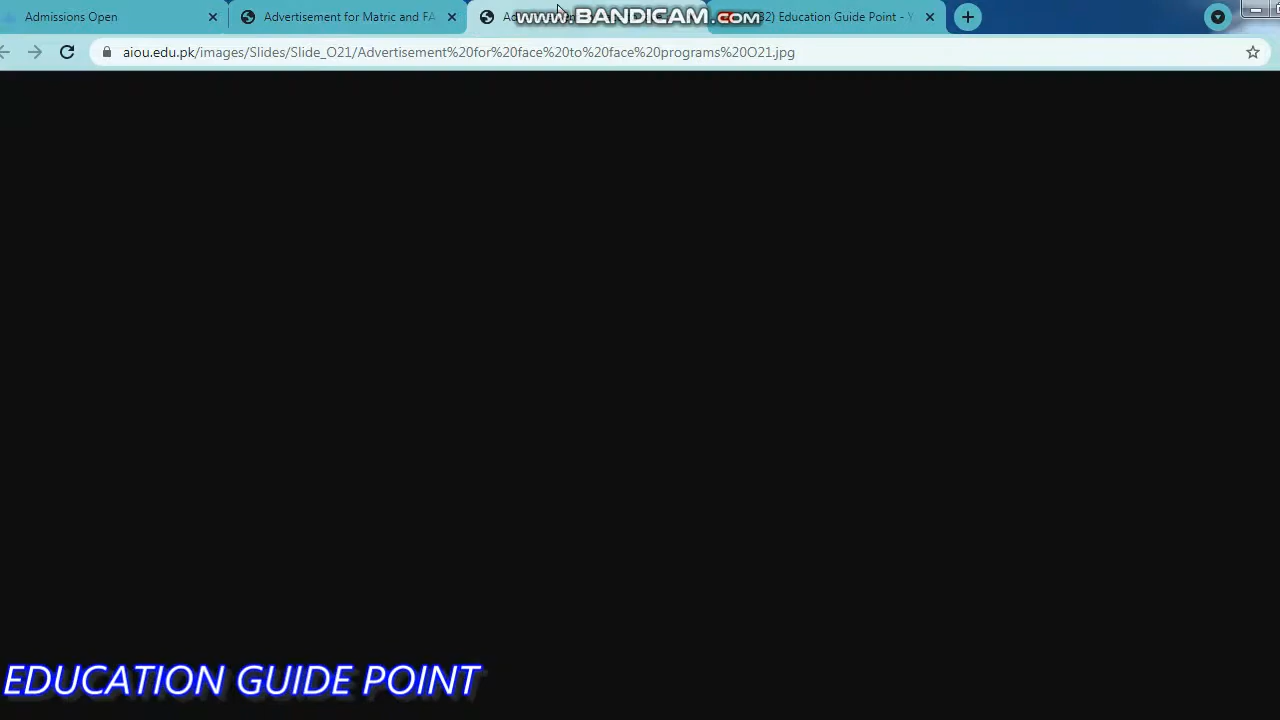 Admissions Open
Advertisement for Matric and FA
www.BANDICAM.com
Education Guide Point - Y
aiou.edu.pk/images/Slides/Slide_O21/Advertisement%20for%20face%20to%20face%20programs%20O21.jpg
EDUCATION GUIDE POINT